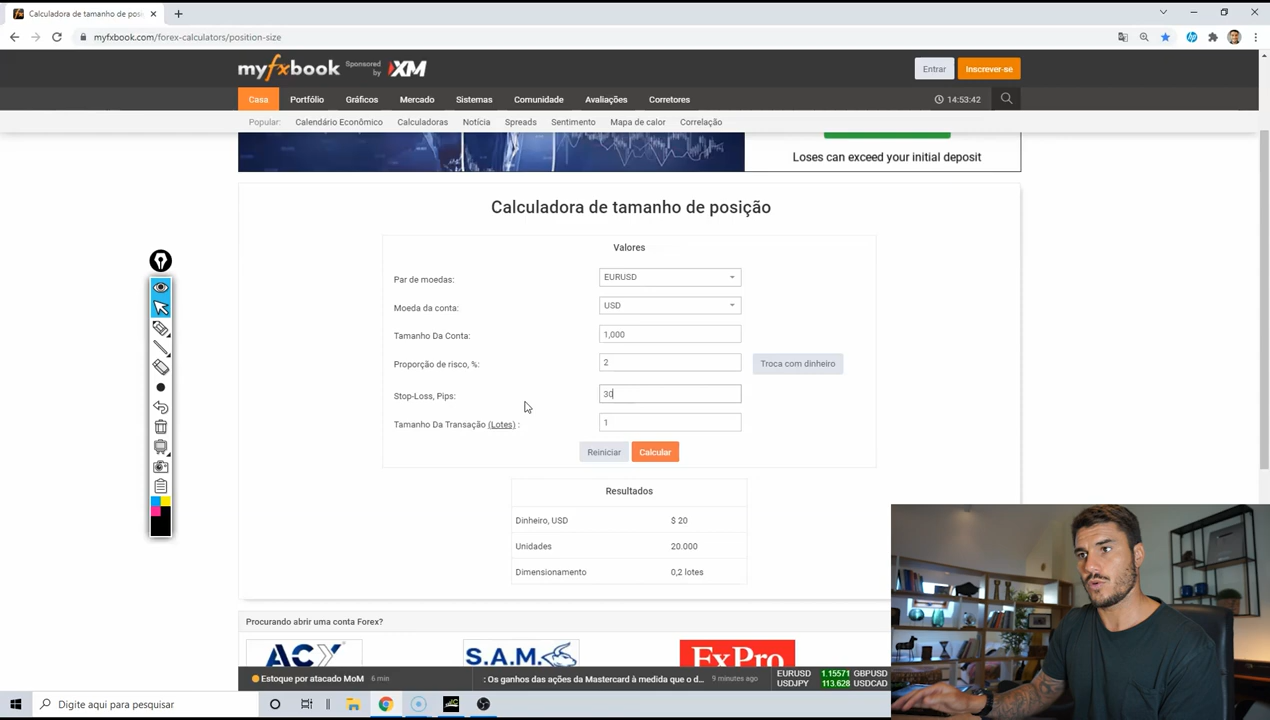 Calculadora de tamanho de posi
myfxbook.com/forex-calculators/position-size
myfxbook Sponsored by XM
Entrar
Inscrever-se
Casa Portfólio Gráficos Mercado Sistemas Comunidade Avaliações Corretores 14:53:42
Popular: Calendário Econômico Calculadoras Notícia Spreads Sentimento Mapa de calor Correlação
Loses can exceed your initial deposit
Calculadora de tamanho de posição
Valores
Par de moedas: EURUSD
Moeda da conta: USD
Tamanho Da Conta: 1,000
Proporção de risco, %: 2 Troca com dinheiro
Stop-Loss, Pips: 30
Tamanho Da Transação (Lotes) : 1
Reiniciar Calcular
Resultados
Dinheiro, USD $ 20
Unidades 20.000
Dimensionamento 0,2 lotes
Procurando abrir uma conta Forex?
ACY S.A.M. FxPro
Estoque por atacado MoM 6 min : Os ganhos das ações da Mastercard à medida que o d... 9 minutes ago EURUSD 1.15571 GBPUSD
USDJPY 113.628 USDCAD
Digite aqui para pesquisar